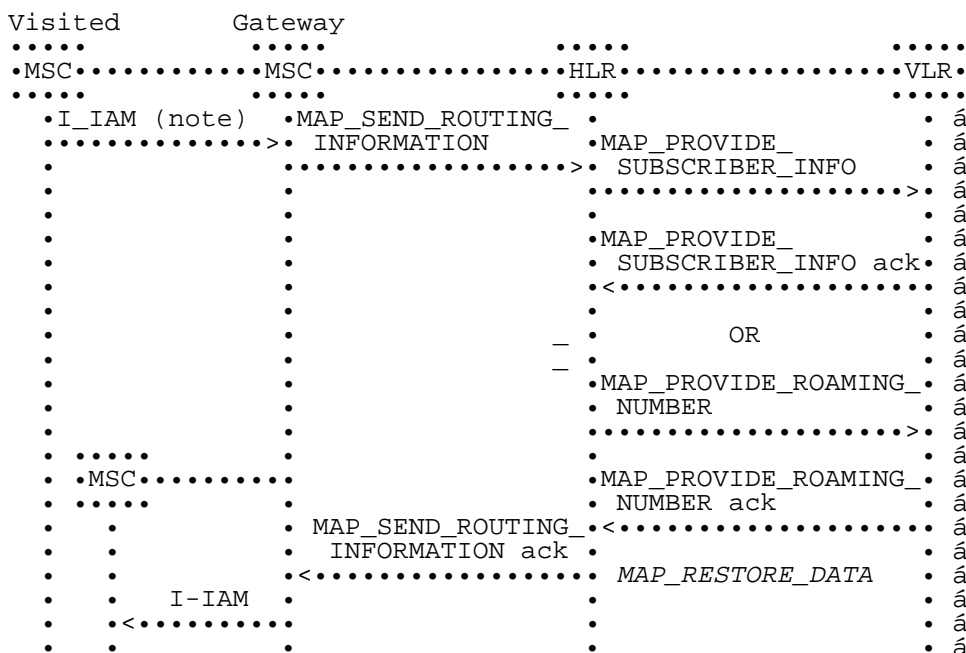 Visited Gateway
MSC MSC HLR VLR
I_IAM (note) MAP_SEND_ROUTING_ á
> INFORMATION MAP_PROVIDE_ á
> SUBSCRIBER_INFO á
> á
á
MAP_PROVIDE_ á
SUBSCRIBER_INFO ack á
< á
á
_ OR á
_ á
MAP_PROVIDE_ROAMING_ á
NUMBER á
> á
á
MSC MAP_PROVIDE_ROAMING_ á
NUMBER ack á
MAP_SEND_ROUTING_ < á
INFORMATION ack á
< MAP_RESTORE_DATA á
I-IAM á
< á
á